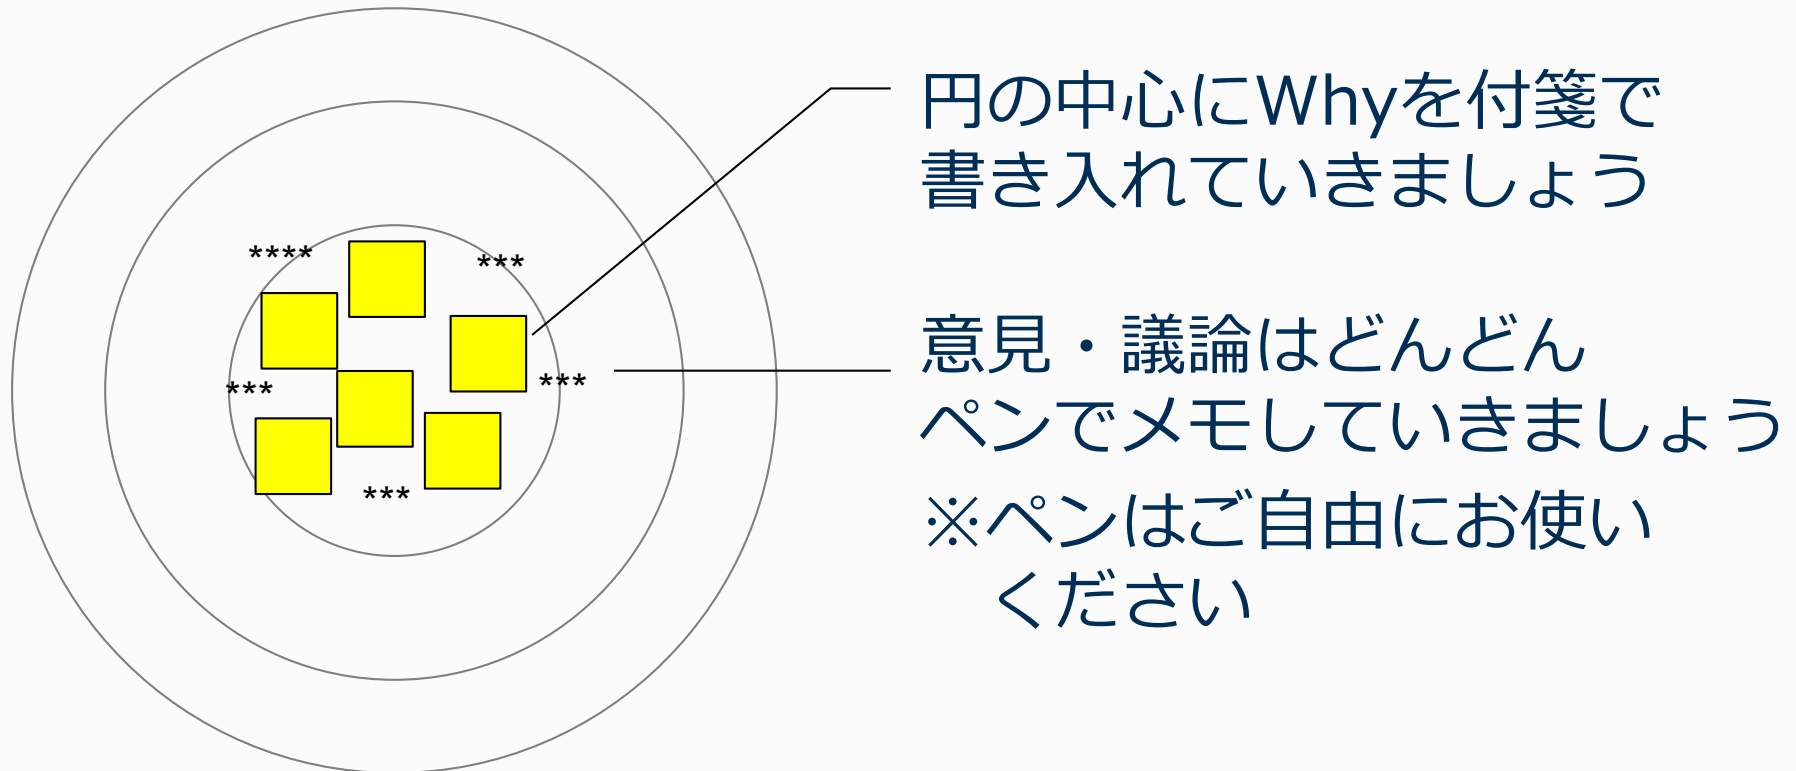 円の中心にWhyを付箋で
書き入れていきましょう
****
***
意見・議論はどんどん
***
***
ペンでメモしていきましょう
***
※ペンはご自由にお使い
ください